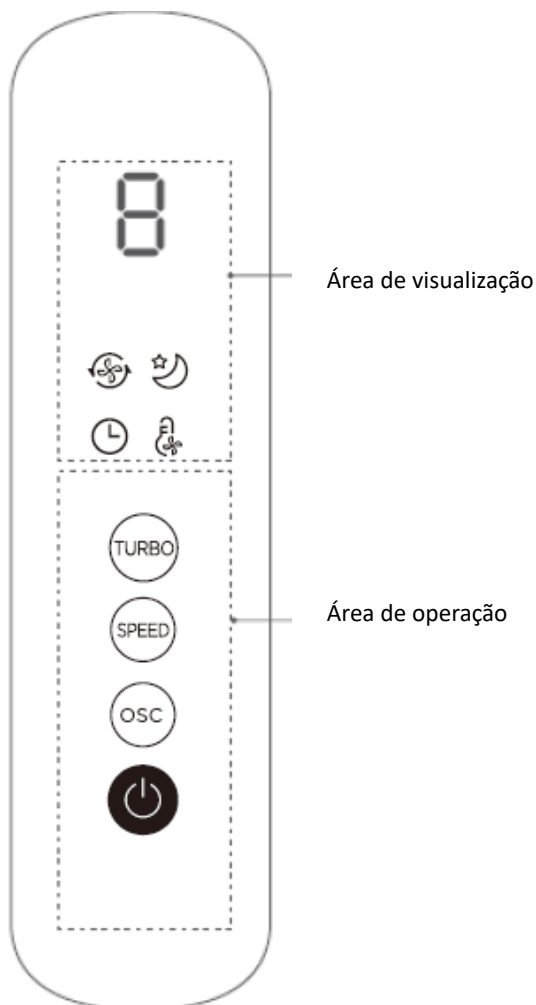 8
Área de visualização
TURBO
SPEED
Área de operação
OSC